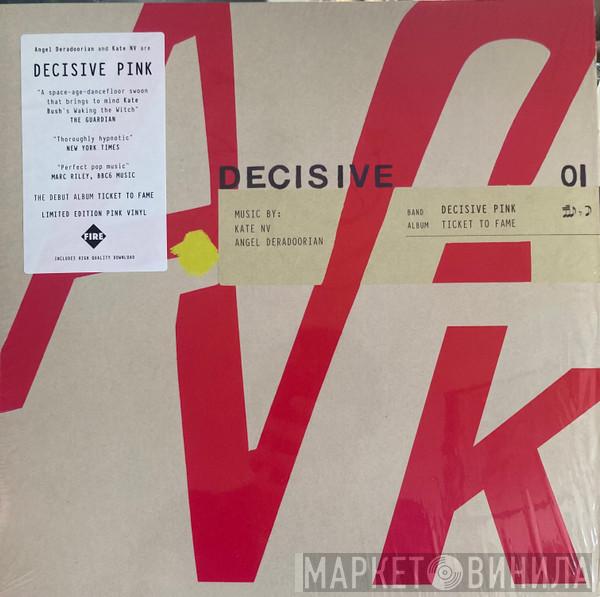 Angel Deradoorian and Kate NV are
DECISIVE PINK
"A space-age-dancefloor swoon
that brings to mind Kate
Bush's Waking the Witch"
THE GUARDIAN
"Thoroughly hypnotic"
NEW YORK TIMES
"Perfect pop music"
MARC RILEY, BBC6 MUSIC
THE DEBUT ALBUM TICKET TO FAME
LIMITED EDITION PINK VINYL
FIRE
INCLUDES HIGH QUALITY DOWNLOAD
DECISIVE 01
MUSIC BY:
KATE NV
ANGEL DERADOORIAN
BAND DECISIVE PINK
ALBUM TICKET TO FAME
МАРКЕТ ВИНИЛА